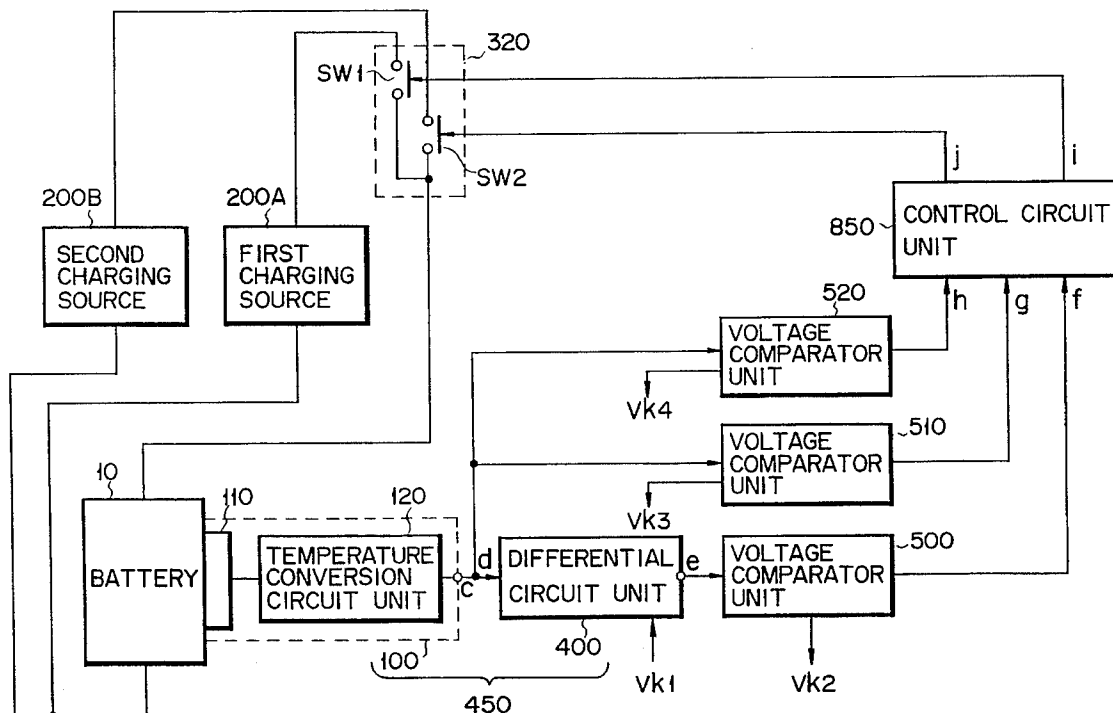 320
SW1
SW2
j
i
200B
200A
SECOND
CHARGING
SOURCE
FIRST
CHARGING
SOURCE
850
CONTROL CIRCUIT
UNIT
h
g
f
520
VOLTAGE
COMPARATOR
UNIT
Vk4
510
VOLTAGE
COMPARATOR
UNIT
Vk3
10
110
120
BATTERY
TEMPERATURE
CONVERSION
CIRCUIT UNIT
c
d
DIFFERENTIAL
CIRCUIT UNIT
e
500
VOLTAGE
COMPARATOR
UNIT
100
400
450
Vk1
Vk2